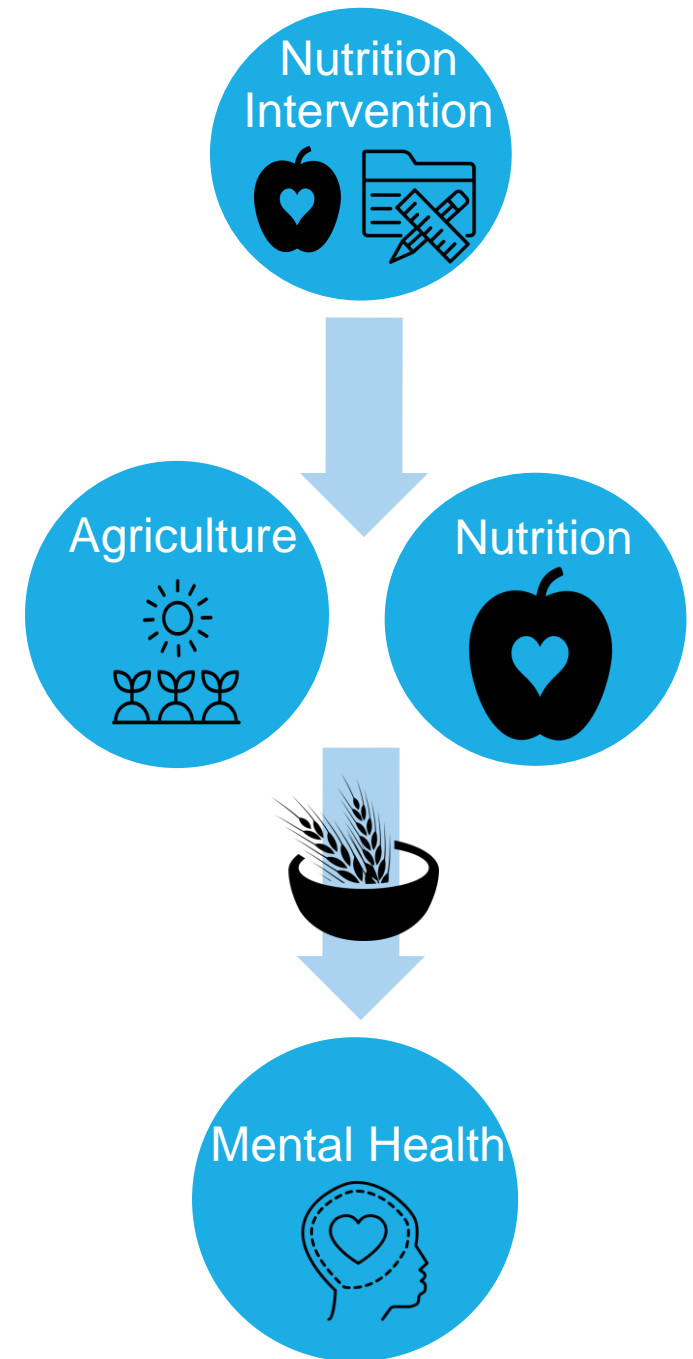 Nutrition
Intervention
Agriculture
Nutrition
Mental Health